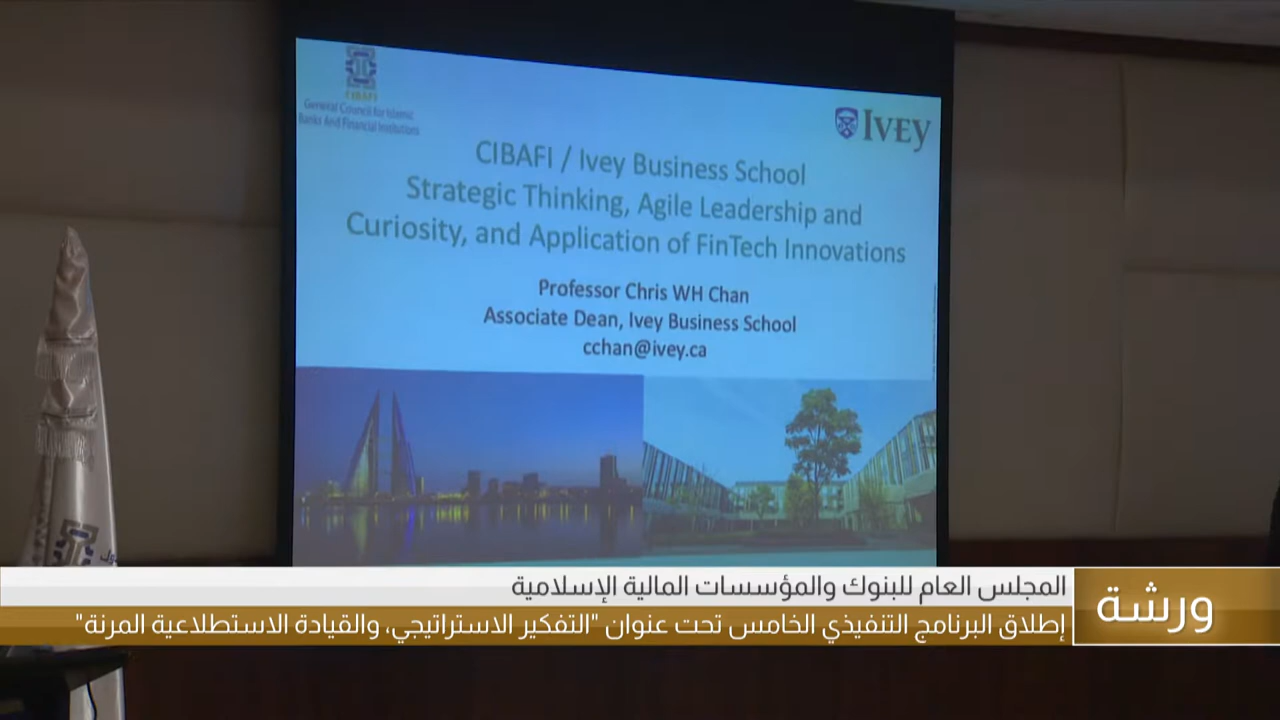 CIBAFI
General Council for Islamic
Banks And Financial Institutions
IVEY
CIBAFI / Ivey Business School
Strategic Thinking, Agile Leadership and
Curiosity, and Application of FinTech Innovations
Professor Chris WH Chan
Associate Dean, Ivey Business School
cchan@ivey.ca
ورشة
المجلس العام للبنوك والمؤسسات المالية الإسلامية
إطلاق البرنامج التنفيذي الخامس تحت عنوان "التفكير الاستراتيجي، والقيادة الاستطلاعية المرنة"